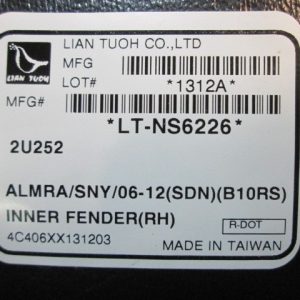 LIAN TUOH CO.,LTD
LIAN TUOH
MFG
LOT# *1312A*
MFG#
*LT-NS6226*
2U252
ALMRA/SNY/06-12(SDN)(B10RS)
INNER FENDER(RH)
R-DOT
4C406XX131203
MADE IN TAIWAN